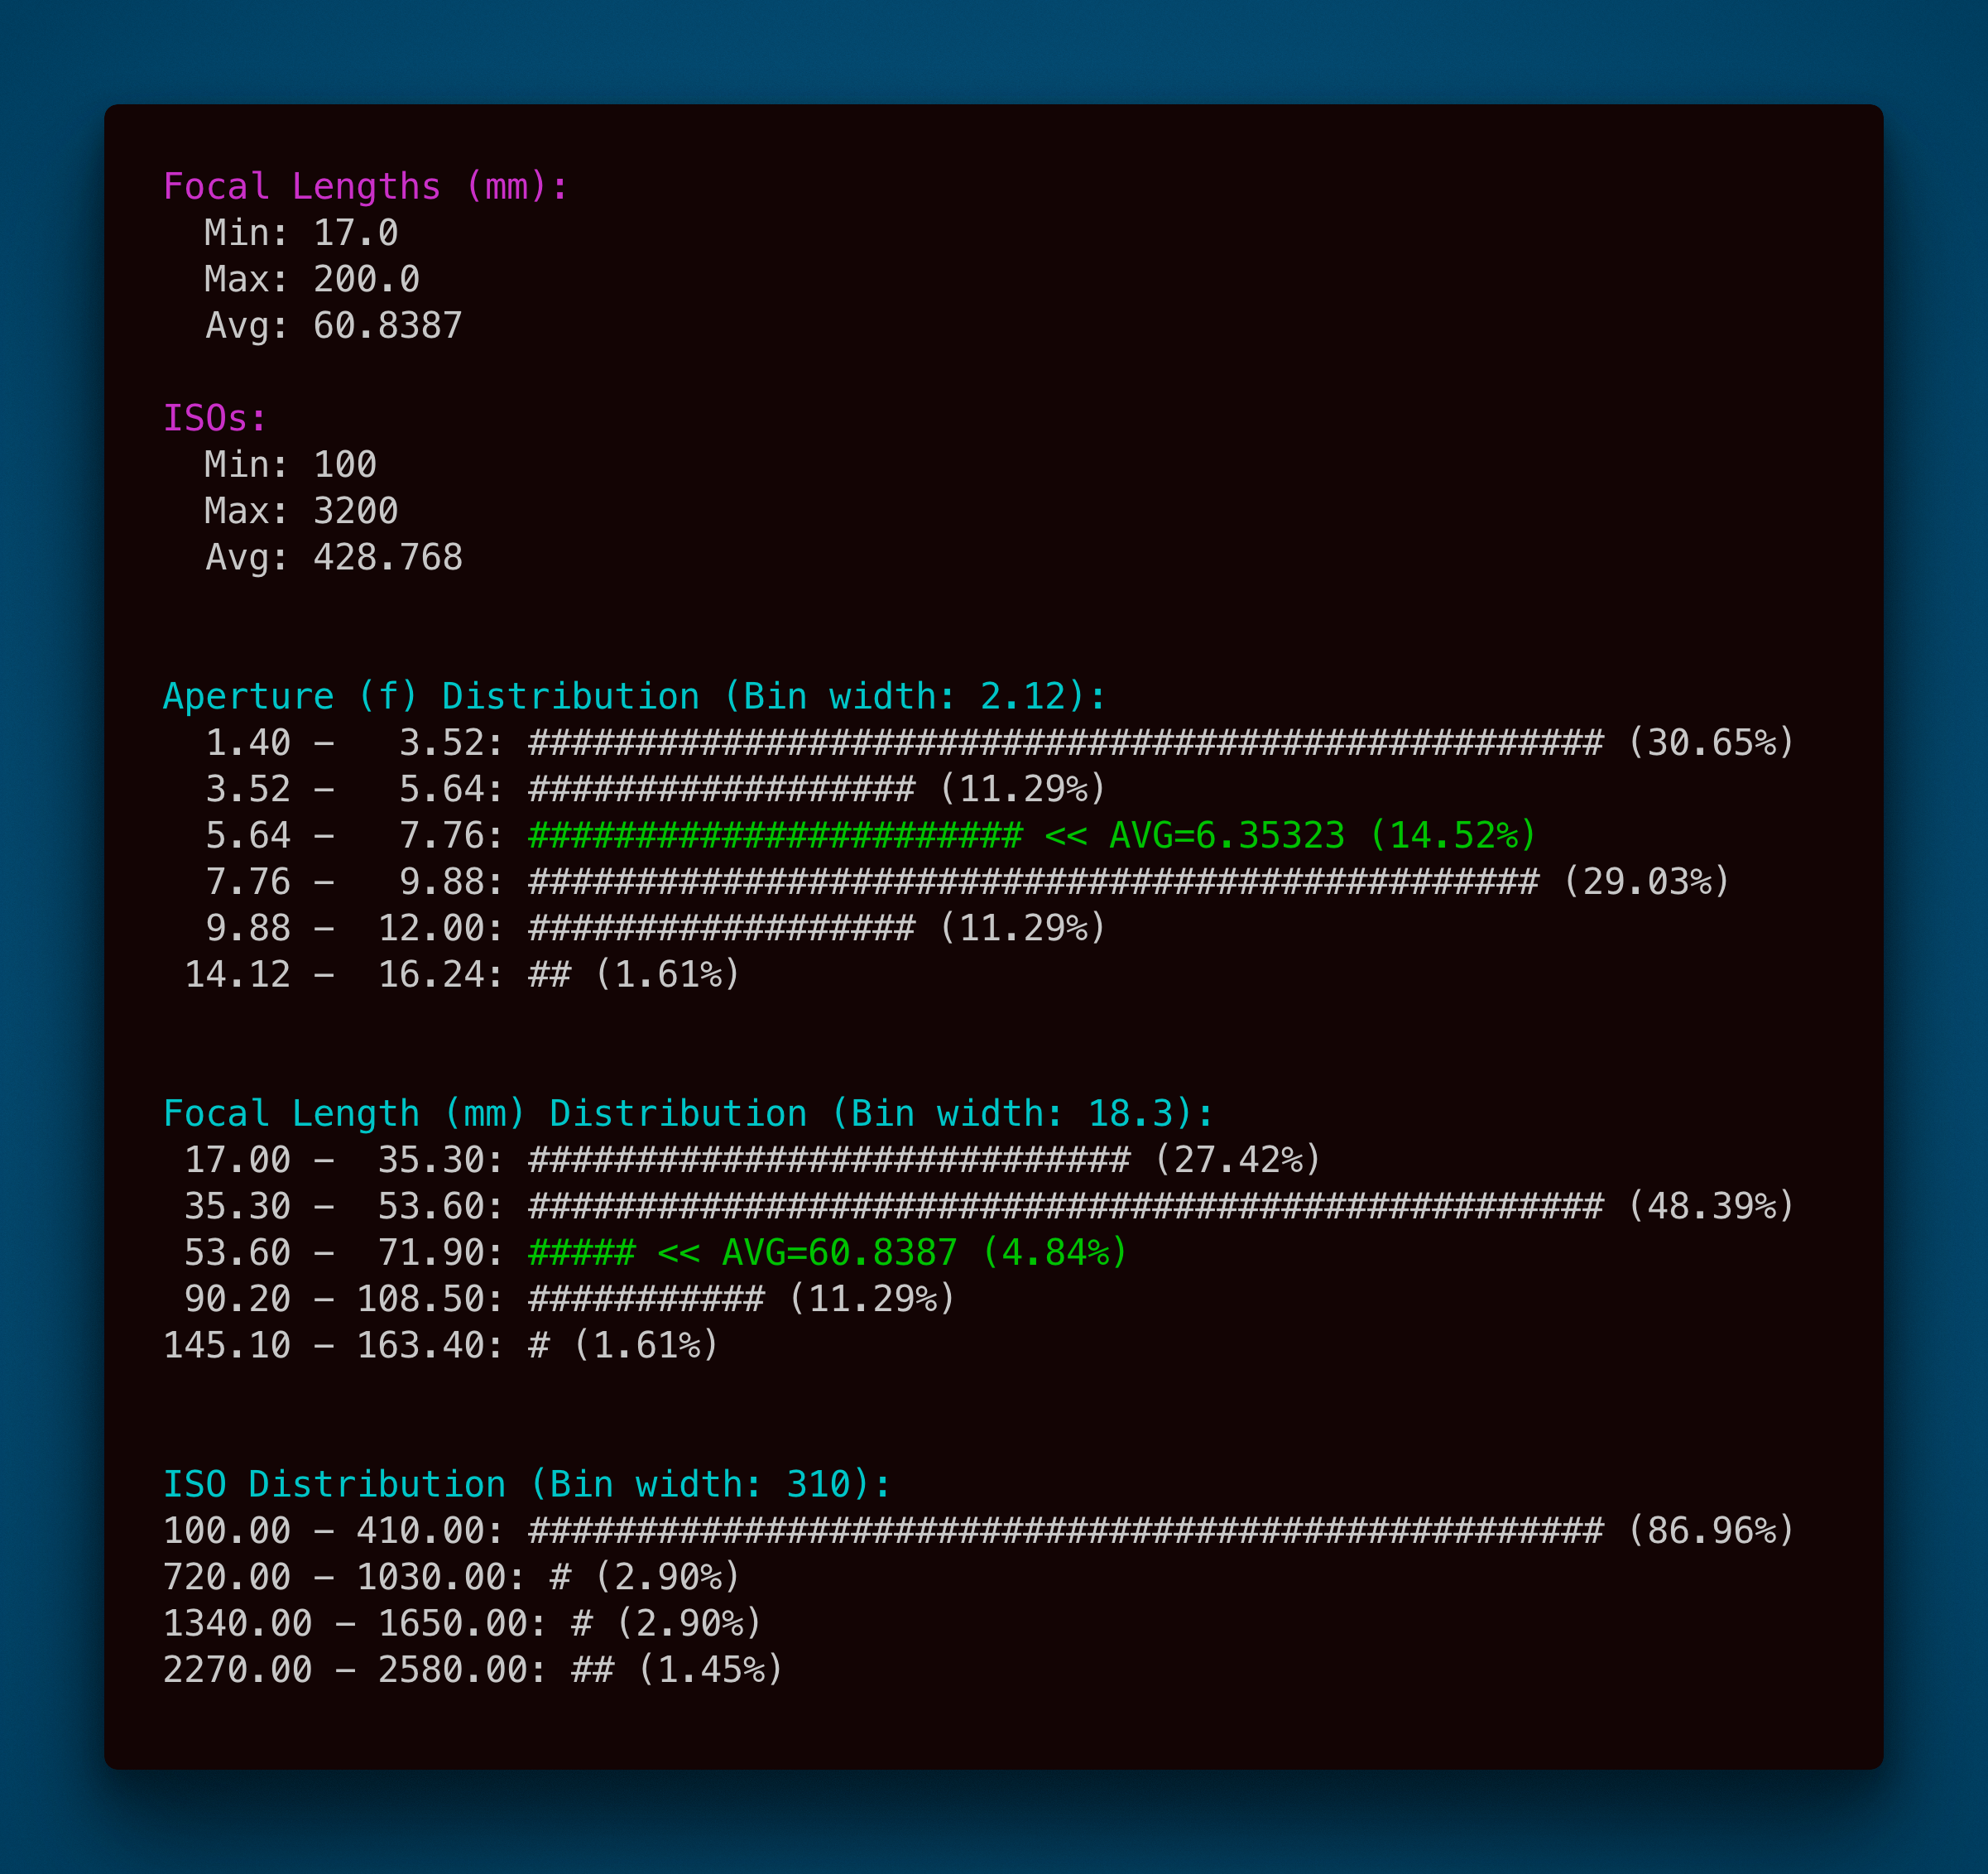 Focal Lengths (mm):
  Min: 17.0
  Max: 200.0
  Avg: 60.8387
ISOs:
  Min: 100
  Max: 3200
  Avg: 428.768
Aperture (f) Distribution (Bin width: 2.12):
  1.40 –   3.52: ################################################## (30.65%)
  3.52 –   5.64: ################## (11.29%)
  5.64 –   7.76: ####################### << AVG=6.35323 (14.52%)
  7.76 –   9.88: ############################################### (29.03%)
  9.88 –  12.00: ################## (11.29%)
 14.12 –  16.24: ## (1.61%)
Focal Length (mm) Distribution (Bin width: 18.3):
 17.00 –  35.30: ############################ (27.42%)
 35.30 –  53.60: ################################################## (48.39%)
 53.60 –  71.90: ##### << AVG=60.8387 (4.84%)
 90.20 – 108.50: ########### (11.29%)
145.10 – 163.40: # (1.61%)
ISO Distribution (Bin width: 310):
100.00 – 410.00: ################################################## (86.96%)
720.00 – 1030.00: # (2.90%)
1340.00 – 1650.00: # (2.90%)
2270.00 – 2580.00: ## (1.45%)